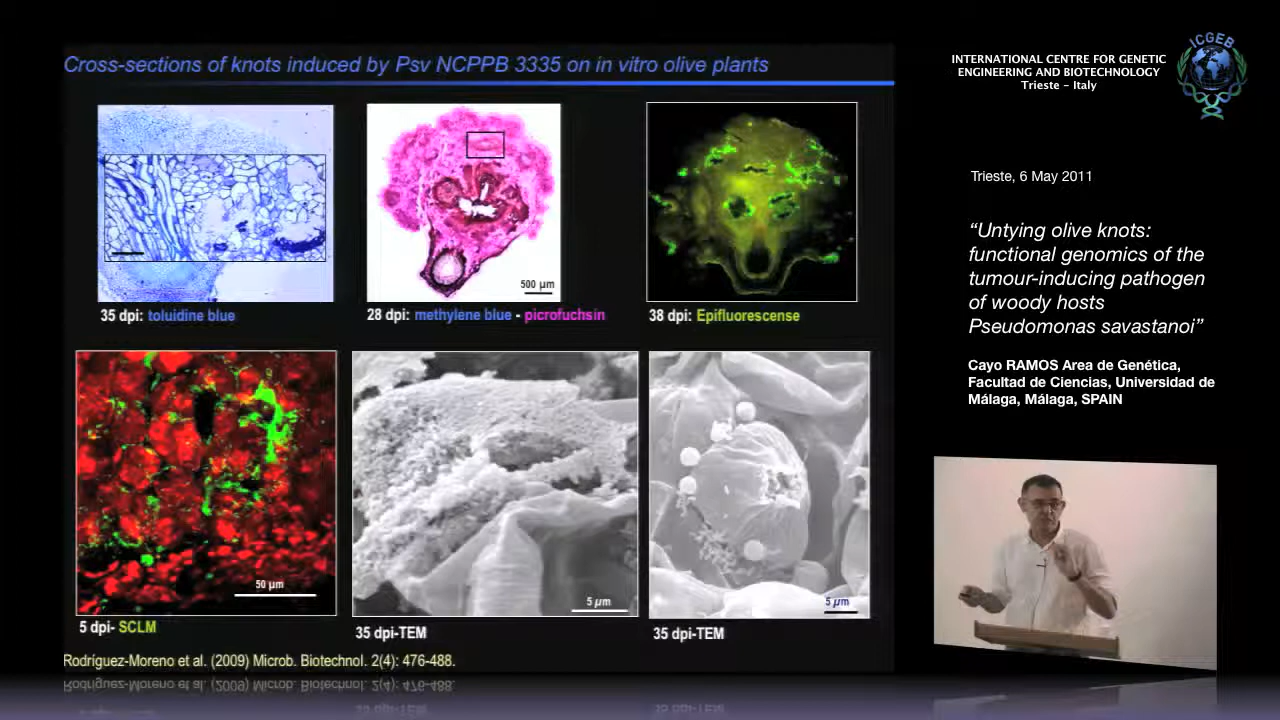 Cross-sections of knots induced by Psv NCPPB 3335 on in vitro olive plants
500 µm
35 dpi: toluidine blue
28 dpi: methylene blue - picrofuchsin
38 dpi: Epifluorescense
50 µm
5 µm
5 µm
5 dpi- SCLM
35 dpi-TEM
35 dpi-TEM
Rodríguez-Moreno et al. (2009) Microb. Biotechnol. 2(4): 476-488.
INTERNATIONAL CENTRE FOR GENETIC
ENGINEERING AND BIOTECHNOLOGY
Trieste - Italy
ICGEB
Trieste, 6 May 2011
“Untying olive knots:
functional genomics of the
tumour-inducing pathogen
of woody hosts
Pseudomonas savastanoi”
Cayo RAMOS Area de Genética,
Facultad de Ciencias, Universidad de
Málaga, Málaga, SPAIN